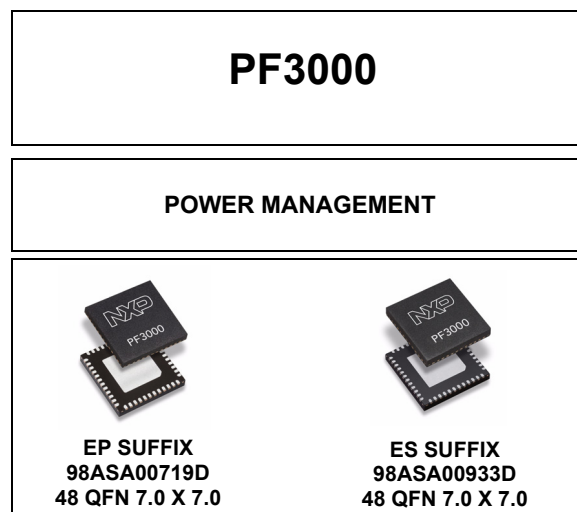 PF3000
POWER MANAGEMENT
NXP
PF3000
NXP
PF3000
EP SUFFIX
98ASA00719D
48 QFN 7.0 X 7.0
ES SUFFIX
98ASA00933D
48 QFN 7.0 X 7.0